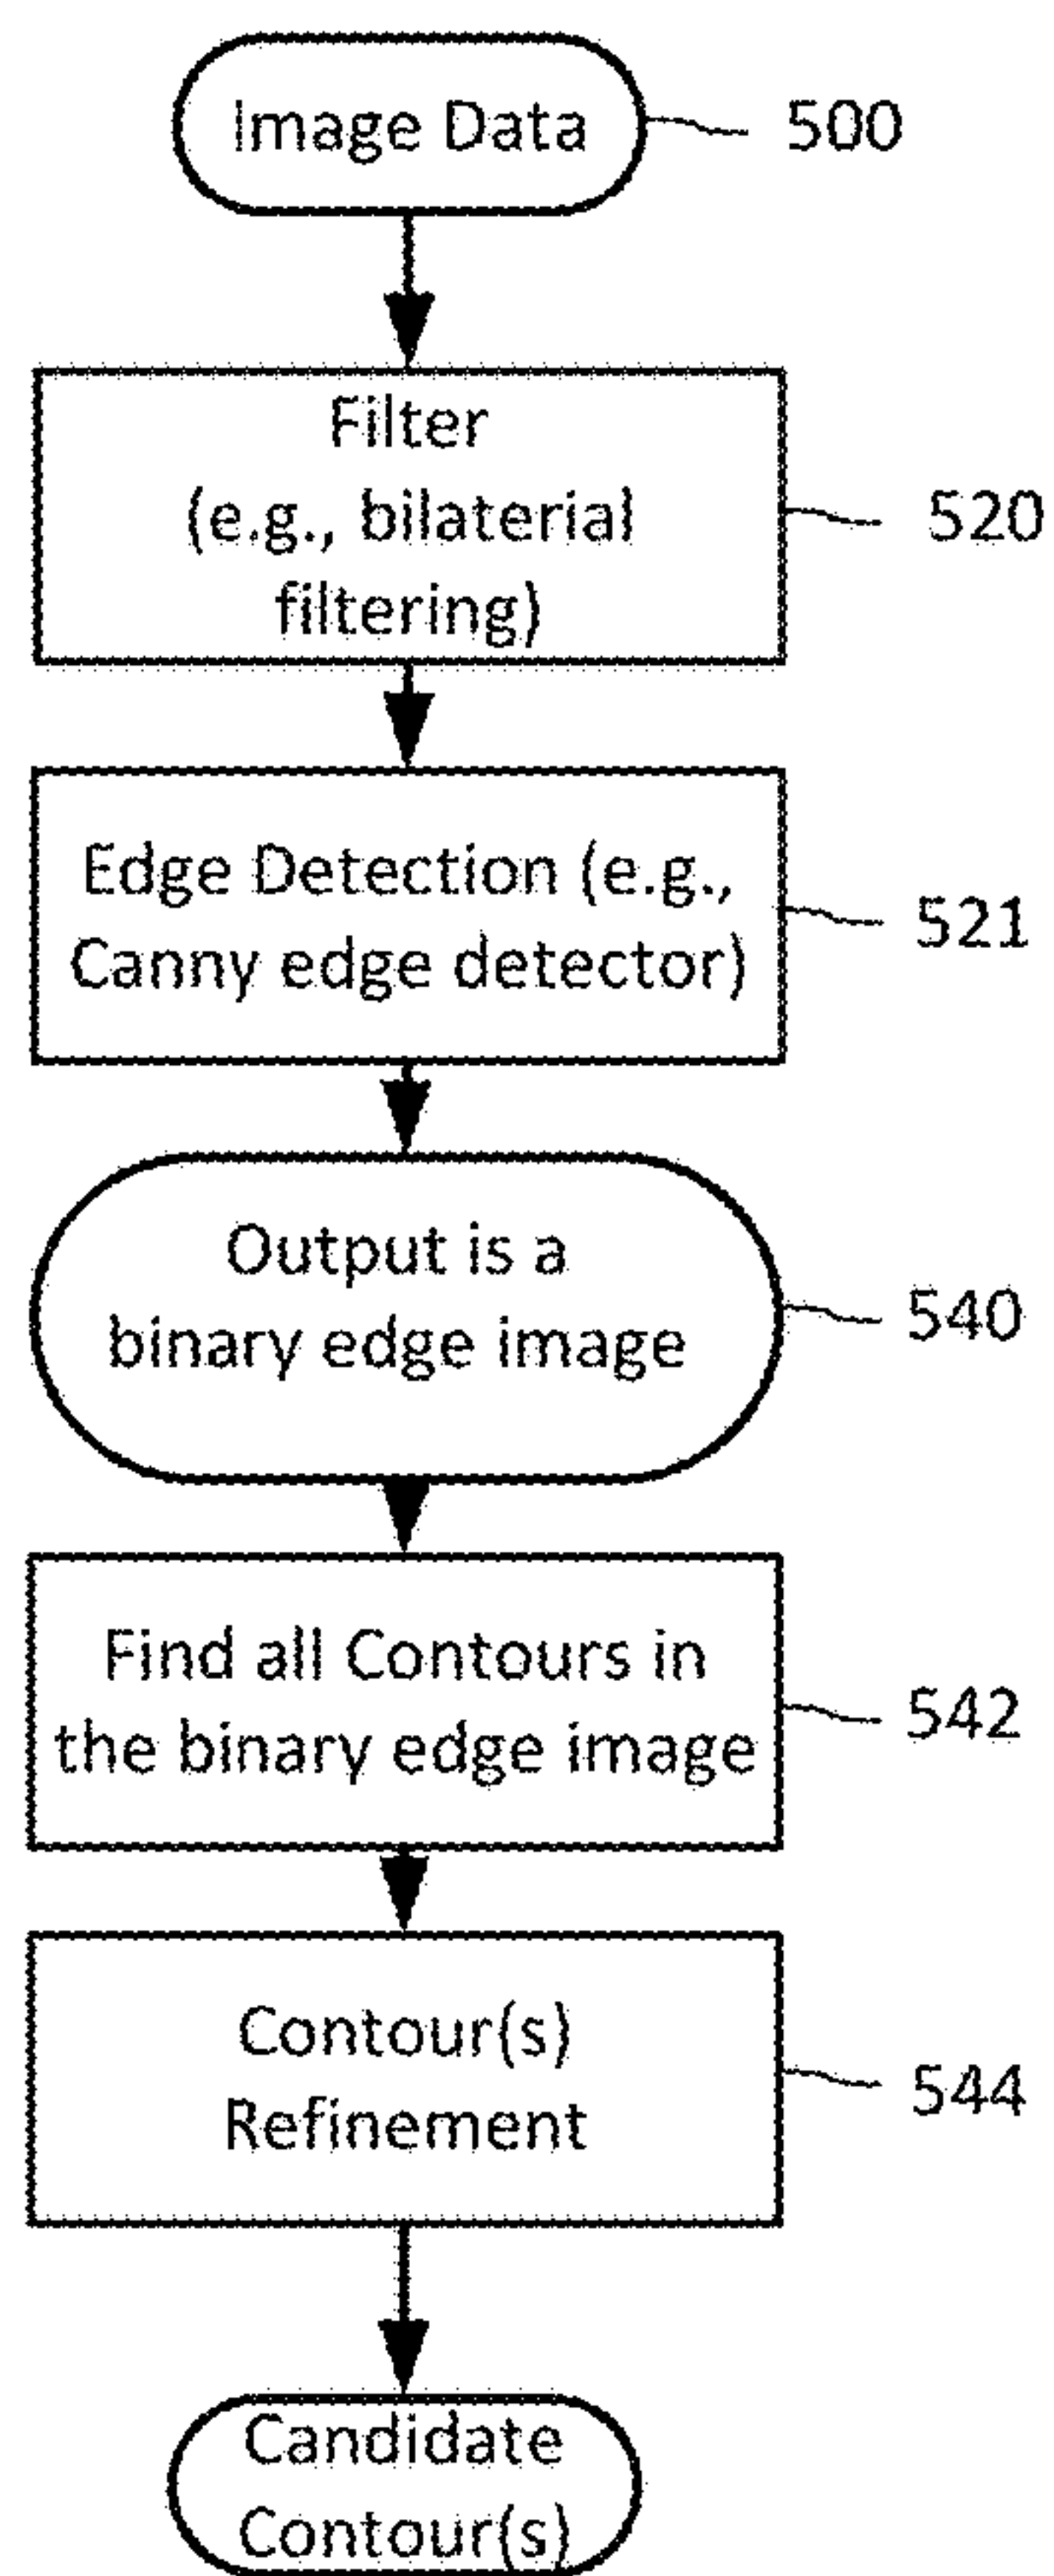 Image Data
500
Filter
(e.g., bilaterial
filtering)
520
Edge Detection (e.g.,
Canny edge detector)
521
Output is a
binary edge image
540
Find all Contours in
the binary edge image
542
Contour(s)
Refinement
544
Candidate
Contour(s)